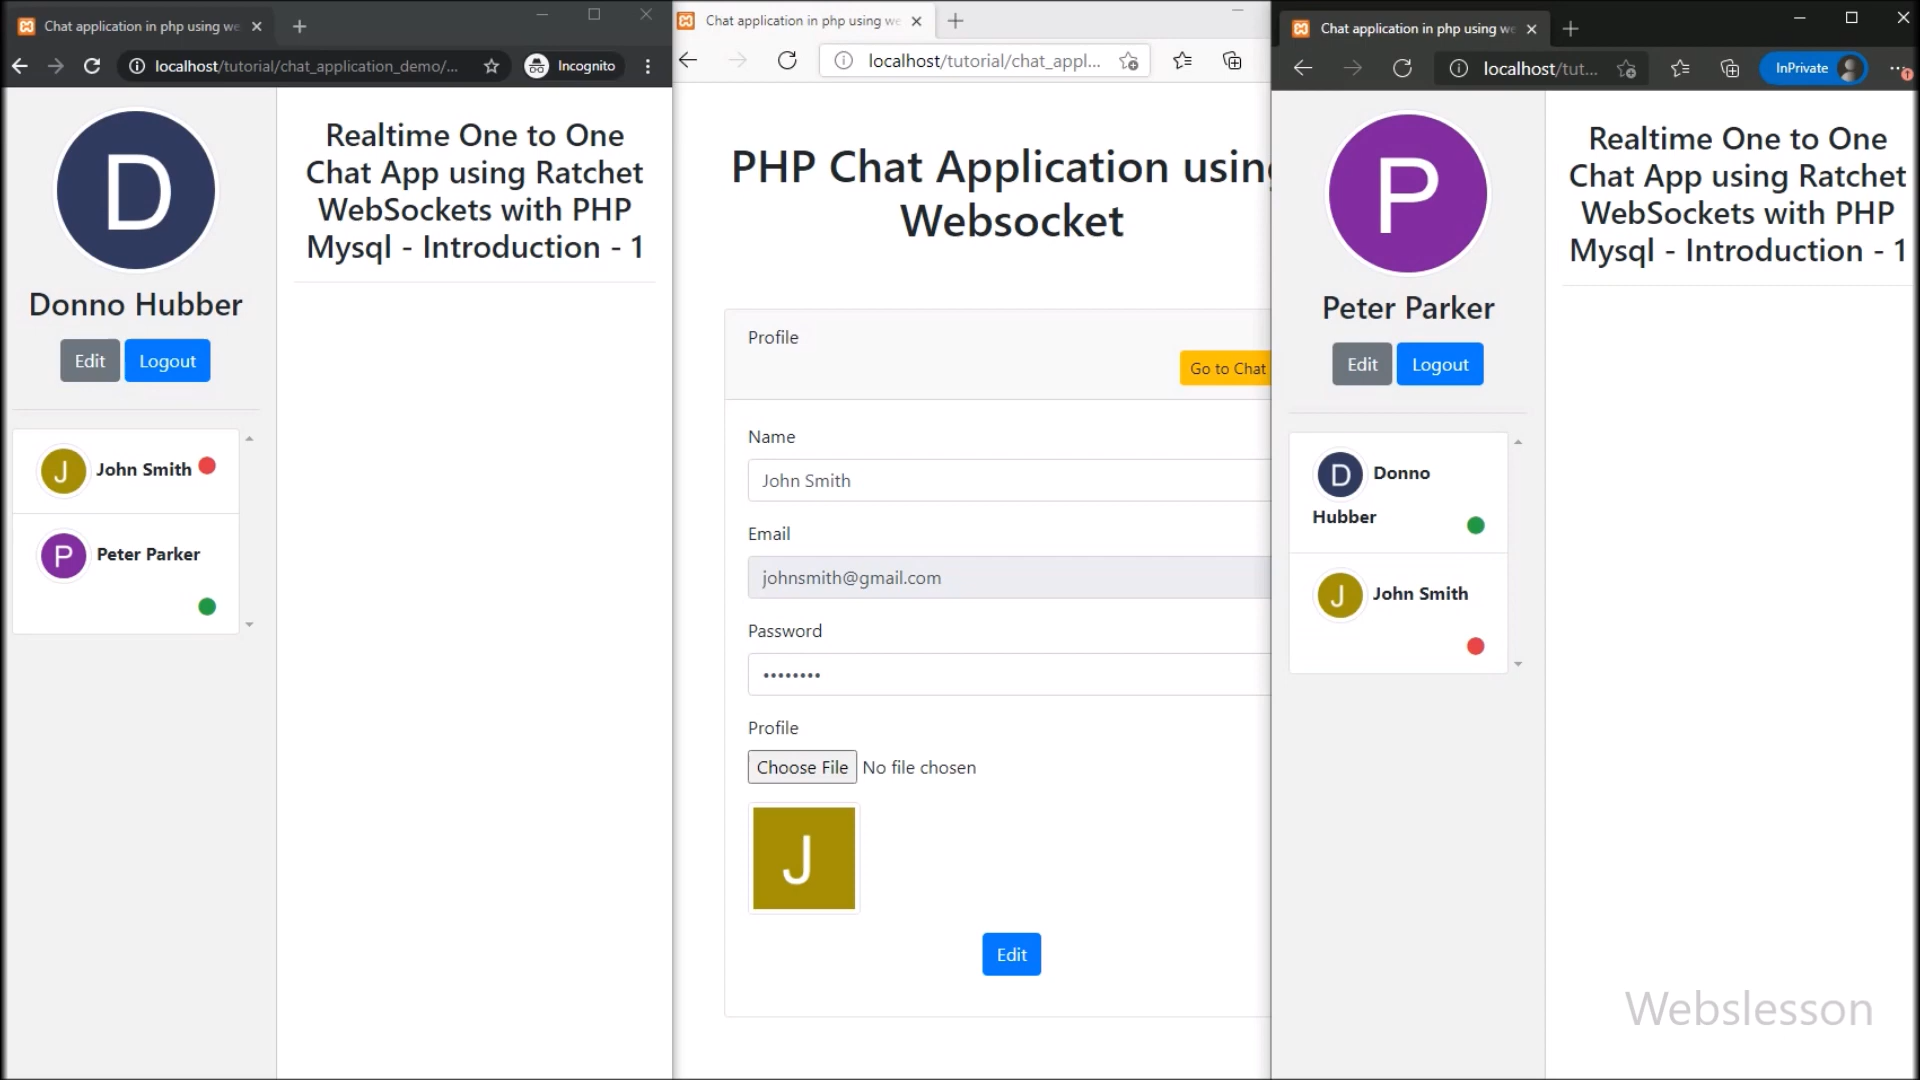 Chat application in php using we
localhost/tutorial/chat_application_demo/...
Incognito
D
Donno Hubber
Edit
Logout
J
John Smith
P
Peter Parker
Realtime One to One
Chat App using Ratchet
WebSockets with PHP
Mysql - Introduction - 1
Chat application in php using we
localhost/tutorial/chat_appl...
PHP Chat Application using
Websocket
Profile
Go to Chat
Name
John Smith
Email
johnsmith@gmail.com
Password
••••••••
Profile
Choose File No file chosen
J
Edit
Chat application in php using we
localhost/tut...
InPrivate
1
P
Peter Parker
Edit
Logout
D
Donno
Hubber
J
John Smith
Realtime One to One
Chat App using Ratchet
WebSockets with PHP
Mysql - Introduction - 1
Webslesson